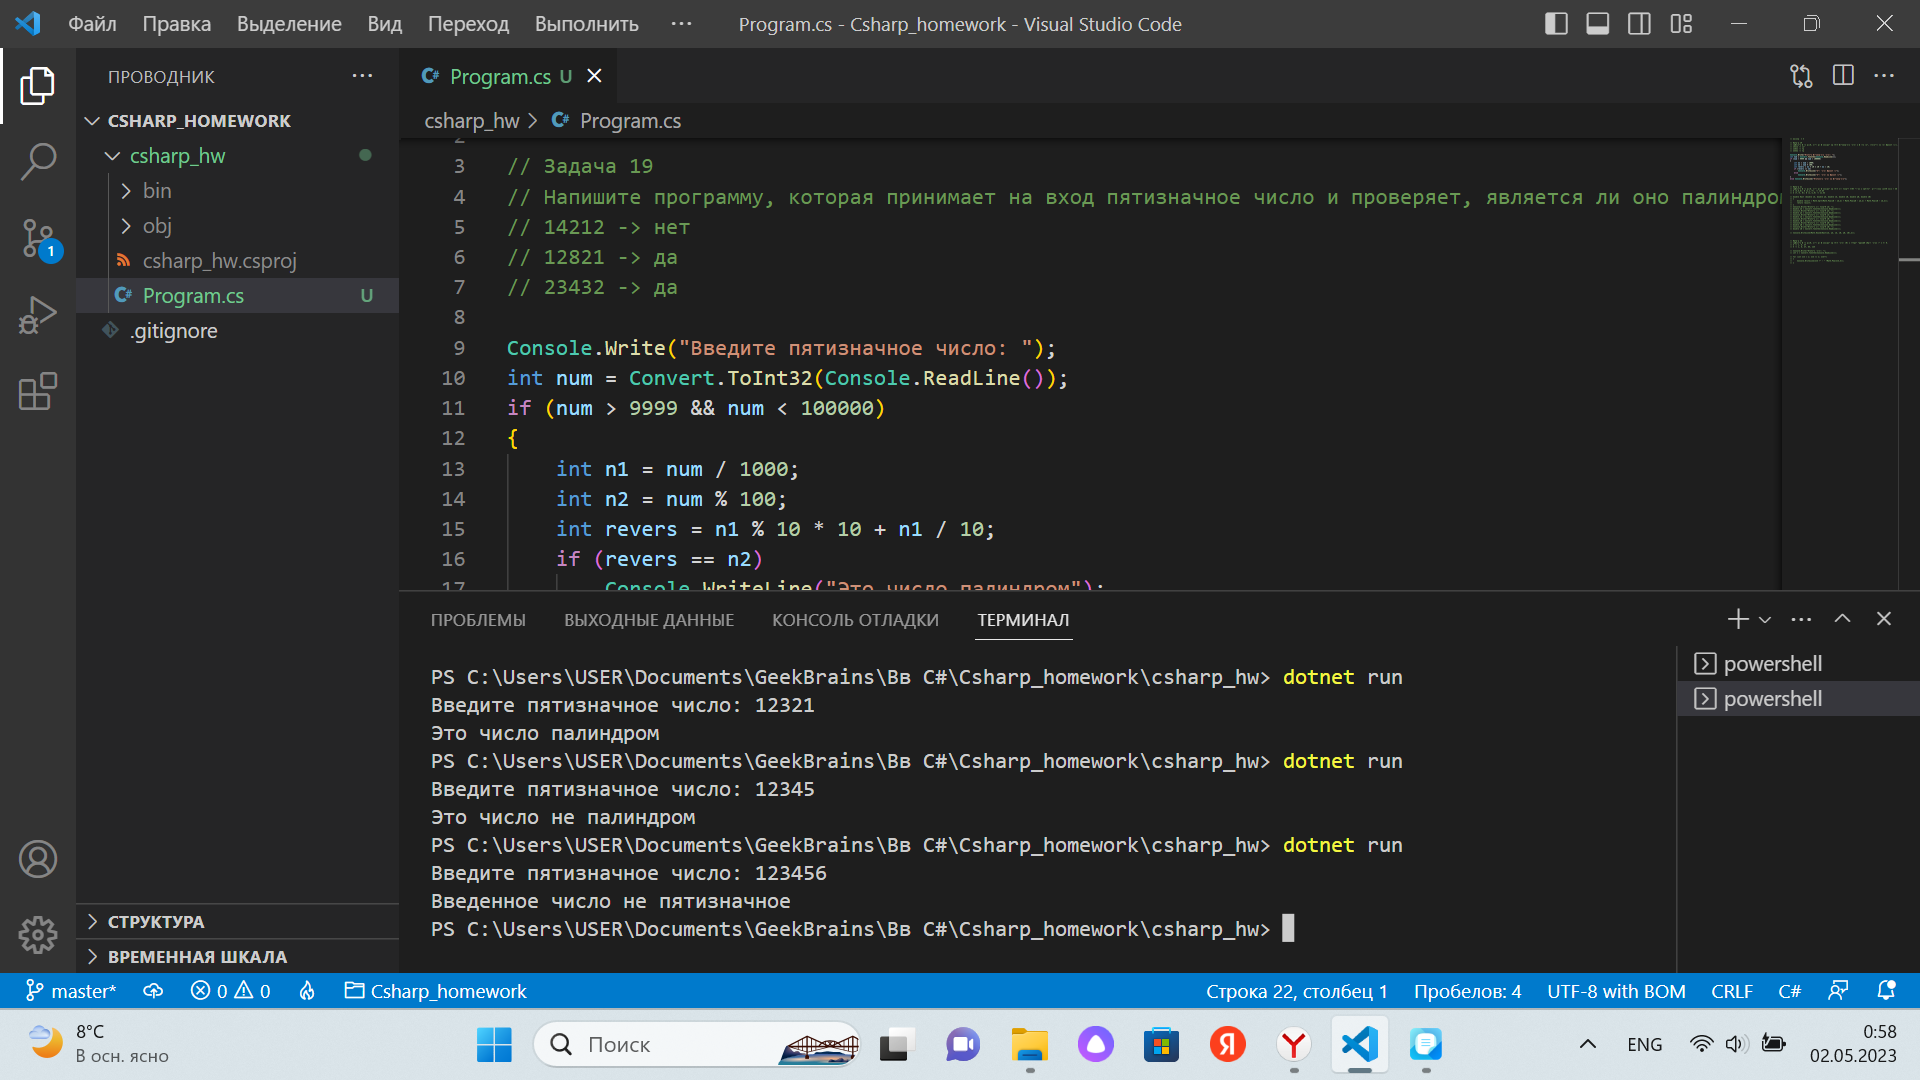 Файл Правка Выделение Вид Переход Выполнить ··· Program.cs - Csharp_homework - Visual Studio Code
ПРОВОДНИК ···
CSHARP_HOMEWORK
csharp_hw
bin
obj
csharp_hw.csproj
C# Program.cs U
.gitignore
1
СТРУКТУРА
ВРЕМЕННАЯ ШКАЛА
C# Program.cs U
csharp_hw > C# Program.cs
2
3 // Задача 19
4 // Напишите программу, которая принимает на вход пятизначное число и проверяет, является ли оно палиндро
5 // 14212 -> нет
6 // 12821 -> да
7 // 23432 -> да
8
9 Console.Write("Введите пятизначное число: ");
10 int num = Convert.ToInt32(Console.ReadLine());
11 if (num > 9999 && num < 100000)
12 {
13 int n1 = num / 1000;
14 int n2 = num % 100;
15 int revers = n1 % 10 * 10 + n1 / 10;
16 if (revers == n2)
17 Console.WriteLine("Это число палиндром");
ПРОБЛЕМЫ ВЫХОДНЫЕ ДАННЫЕ КОНСОЛЬ ОТЛАДКИ ТЕРМИНАЛ
PS C:\Users\USER\Documents\GeekBrains\Вв C#\Csharp_homework\csharp_hw> dotnet run
Введите пятизначное число: 12321
Это число палиндром
PS C:\Users\USER\Documents\GeekBrains\Вв C#\Csharp_homework\csharp_hw> dotnet run
Введите пятизначное число: 12345
Это число не палиндром
PS C:\Users\USER\Documents\GeekBrains\Вв C#\Csharp_homework\csharp_hw> dotnet run
Введите пятизначное число: 123456
Введенное число не пятизначное
PS C:\Users\USER\Documents\GeekBrains\Вв C#\Csharp_homework\csharp_hw>
powershell
powershell
master* 0 0 Csharp_homework Строка 22, столбец 1 Пробелов: 4 UTF-8 with BOM CRLF C#
8°C
В осн. ясно
Поиск
Я
ENG
0:58
02.05.2023